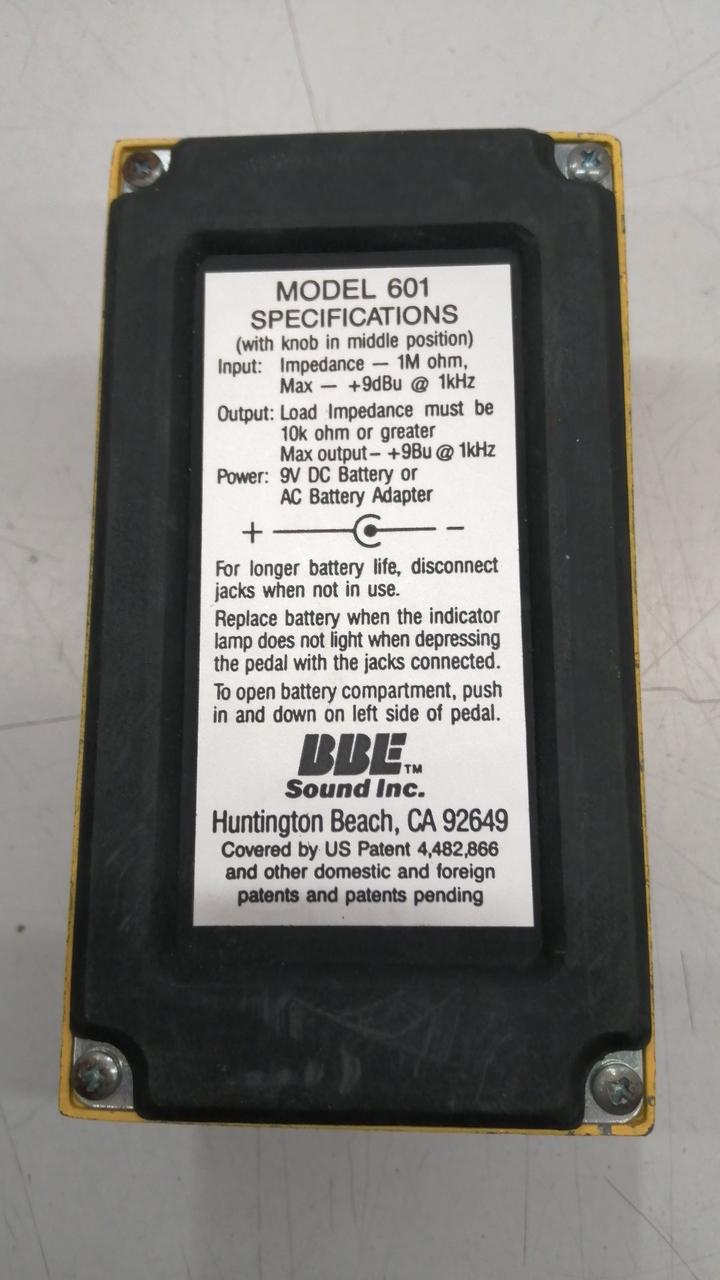 MODEL 601
SPECIFICATIONS
(with knob in middle position)
Input: Impedance — 1M ohm,
Max — +9dBu @ 1kHz
Output: Load Impedance must be
10k ohm or greater
Max output – +9Bu @ 1kHz
Power: 9V DC Battery or
AC Battery Adapter
+ –
For longer battery life, disconnect
jacks when not in use.
Replace battery when the indicator
lamp does not light when depressing
the pedal with the jacks connected.
To open battery compartment, push
in and down on left side of pedal.
BBE™
Sound Inc.
Huntington Beach, CA 92649
Covered by US Patent 4,482,866
and other domestic and foreign
patents and patents pending